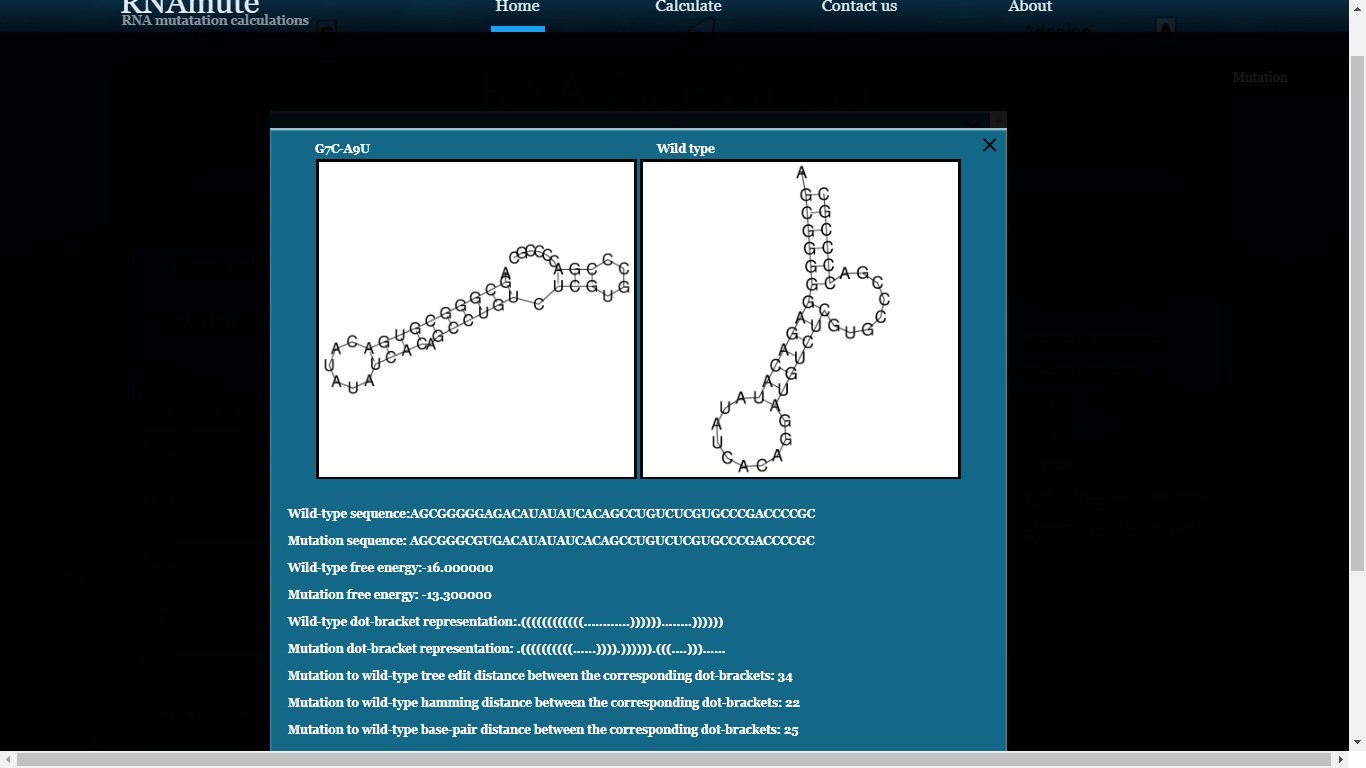 RNAmute
RNA mutatation calculations
Home
Calculate
Contact us
About
Mutation
G7C-A9U
Wild type
Wild-type sequence:AGCGGGGGAGACAUAUAUCACAGCCUGUCUCGUGCCCGACCCCGC
Mutation sequence: AGCGGGCGUGACAUAUAUCACAGCCUGUCUCGUGCCCGACCCCGC
Wild-type free energy:-16.000000
Mutation free energy: -13.300000
Wild-type dot-bracket representation:.((((((((((((............))))))........))))))
Mutation dot-bracket representation: .((((((((((......)))).)))))).(((....)))......
Mutation to wild-type tree edit distance between the corresponding dot-brackets: 34
Mutation to wild-type hamming distance between the corresponding dot-brackets: 22
Mutation to wild-type base-pair distance between the corresponding dot-brackets: 25